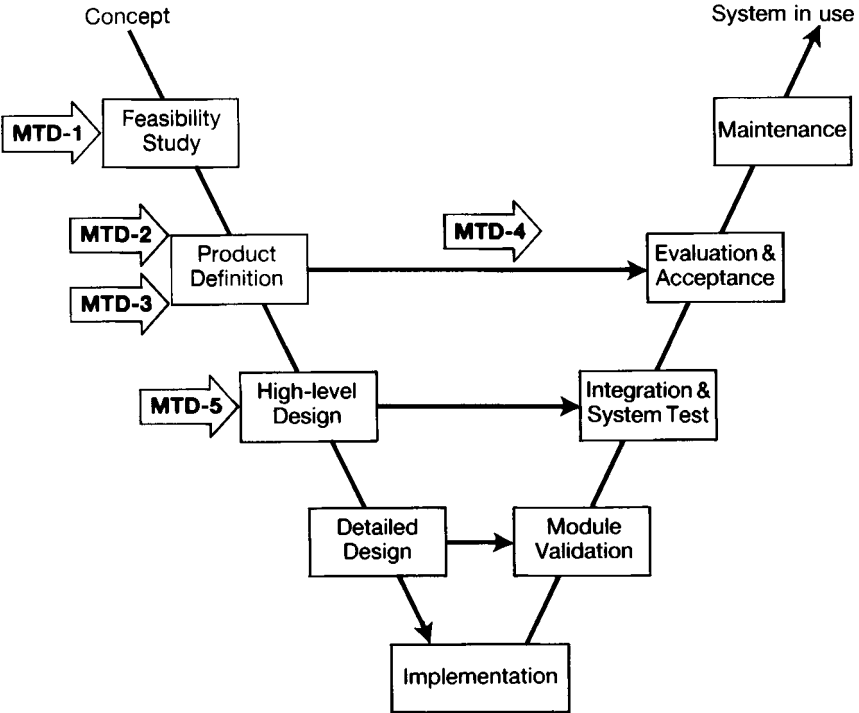 Concept
System in use
MTD-1
Feasibility
Study
Maintenance
MTD-2
MTD-3
Product
Definition
MTD-4
Evaluation &
Acceptance
MTD-5
High-level
Design
Integration &
System Test
Detailed
Design
Module
Validation
Implementation